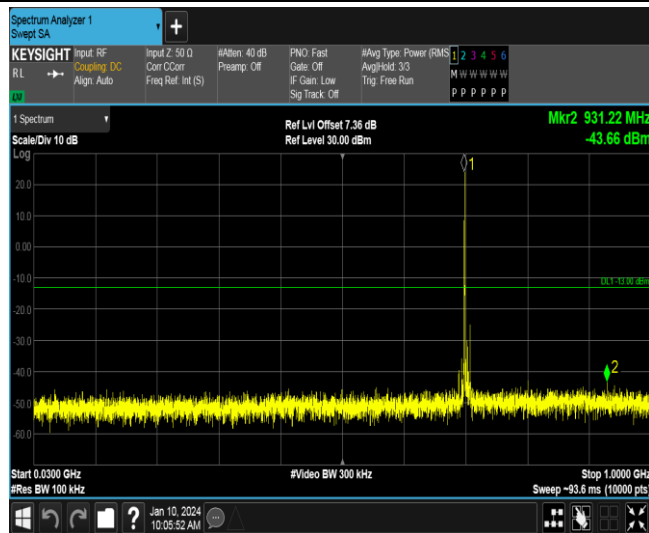 Spectrum Analyzer 1
Swept SA
+
KEYSIGHT
RL
LXI
Input: RF
Coupling: DC
Align: Auto
Input Z: 50 Ω
Corr CCorr
Freq Ref: Int (S)
#Atten: 40 dB
Preamp: Off
PNO: Fast
Gate: Off
IF Gain: Low
Sig Track: Off
#Avg Type: Power (RMS
Avg|Hold: 3/3
Trig: Free Run
1 2 3 4 5 6
M W W W W W
P P P P P P
1 Spectrum
Scale/Div 10 dB
Log
Ref Lvl Offset 7.36 dB
Ref Level 30.00 dBm
Mkr2 931.22 MHz
-43.66 dBm
1
20.0
10.0
0.00
-10.0
DL1 -13.00 dBm
-20.0
-30.0
-40.0
2
-50.0
-60.0
Start 0.0300 GHz
#Video BW 300 kHz
Stop 1.0000 GHz
#Res BW 100 kHz
Sweep ~93.6 ms (10000 pts)
?
Jan 10, 2024
10:05:52 AM